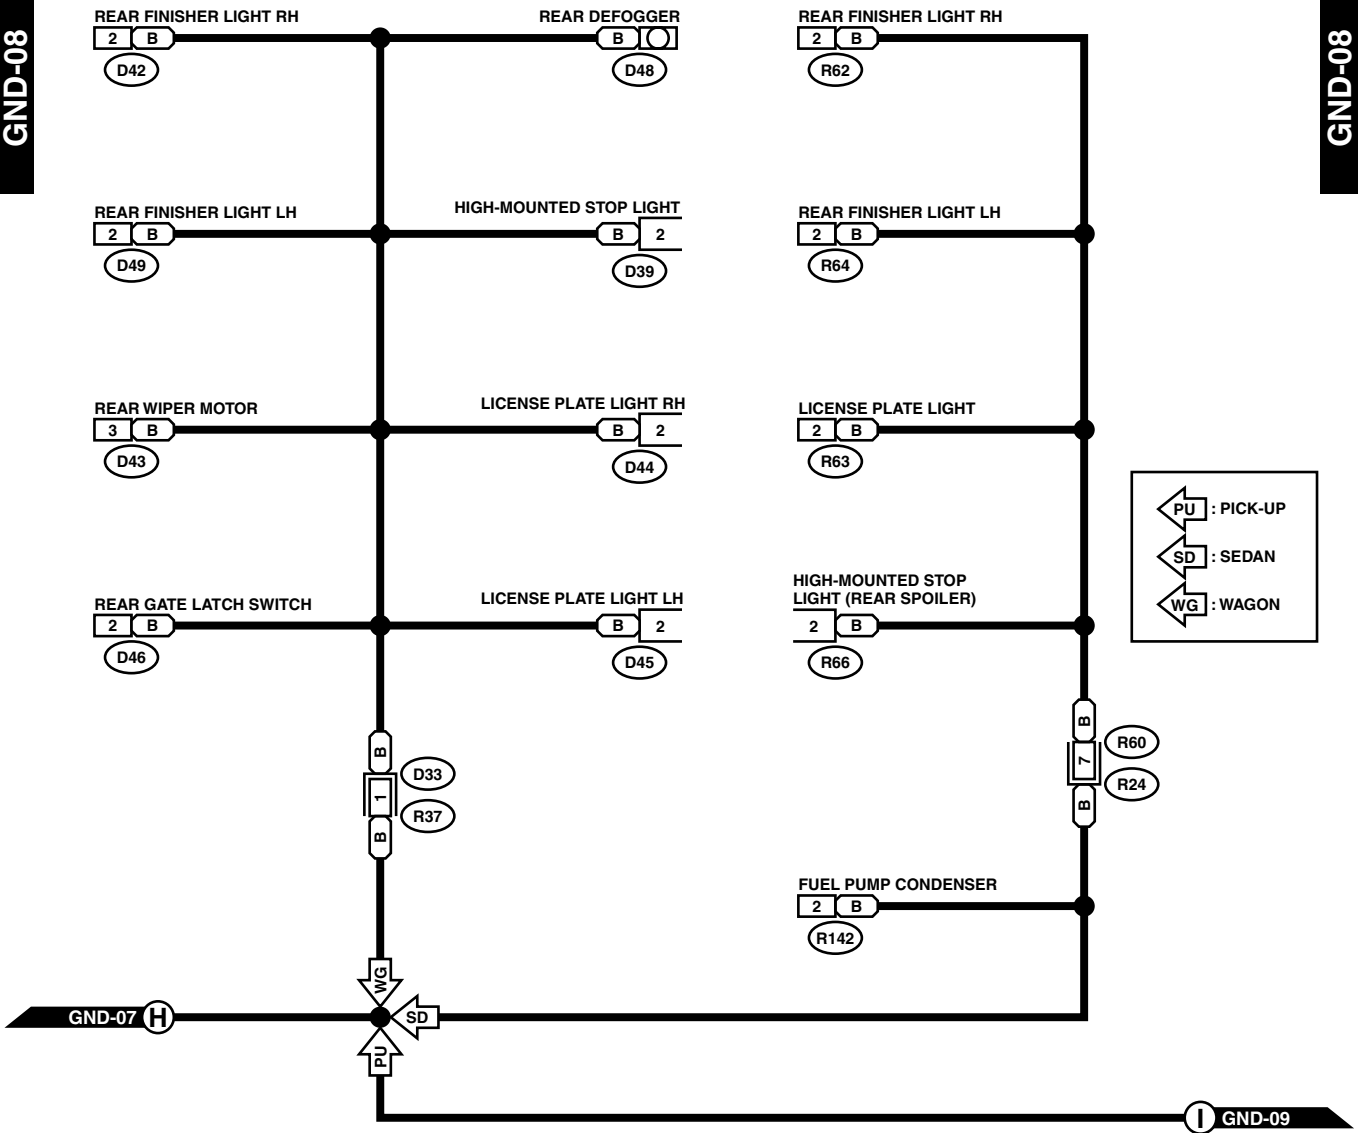 GND-08
GND-08
REAR FINISHER LIGHT RH
2 B
D42
REAR DEFOGGER
B
D48
REAR FINISHER LIGHT RH
2 B
R62
REAR FINISHER LIGHT LH
2 B
D49
HIGH-MOUNTED STOP LIGHT
B 2
D39
REAR FINISHER LIGHT LH
2 B
R64
REAR WIPER MOTOR
3 B
D43
LICENSE PLATE LIGHT RH
B 2
D44
LICENSE PLATE LIGHT
2 B
R63
PU : PICK-UP
SD : SEDAN
WG : WAGON
REAR GATE LATCH SWITCH
2 B
D46
LICENSE PLATE LIGHT LH
B 2
D45
HIGH-MOUNTED STOP
LIGHT (REAR SPOILER)
2 B
R66
B
7
B
R60
R24
B
1
B
D33
R37
FUEL PUMP CONDENSER
2 B
R142
WG
GND-07 H
SD
PU
I GND-09